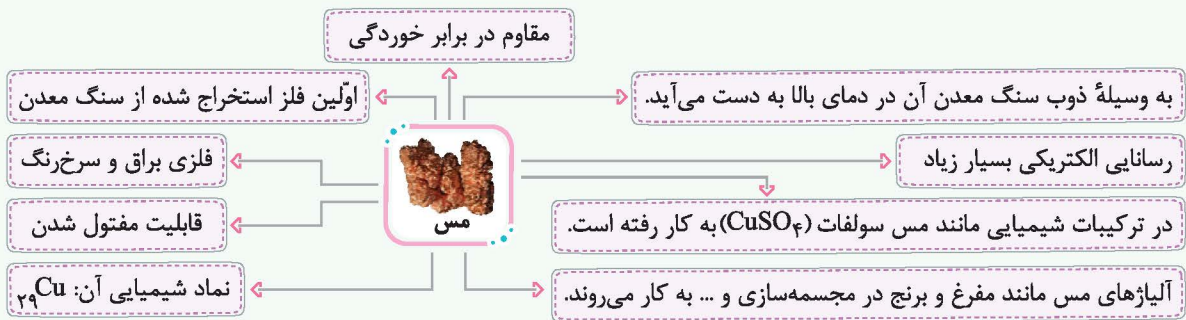 مقاوم در برابر خوردگی
به وسیلهٔ ذوب سنگ معدن آن در دمای بالا به دست می‌آید.
اوّلین فلز استخراج شده از سنگ معدن
رسانایی الکتریکی بسیار زیاد
فلزی براق و سرخ‌رنگ
مس
در ترکیبات شیمیایی مانند مس سولفات (CuSO۴) به کار رفته است.
قابلیت مفتول شدن
آلیاژهای مس مانند مفرغ و برنج در مجسمه‌سازی و ... به کار می‌روند.
نماد شیمیایی آن: ۲۹Cu